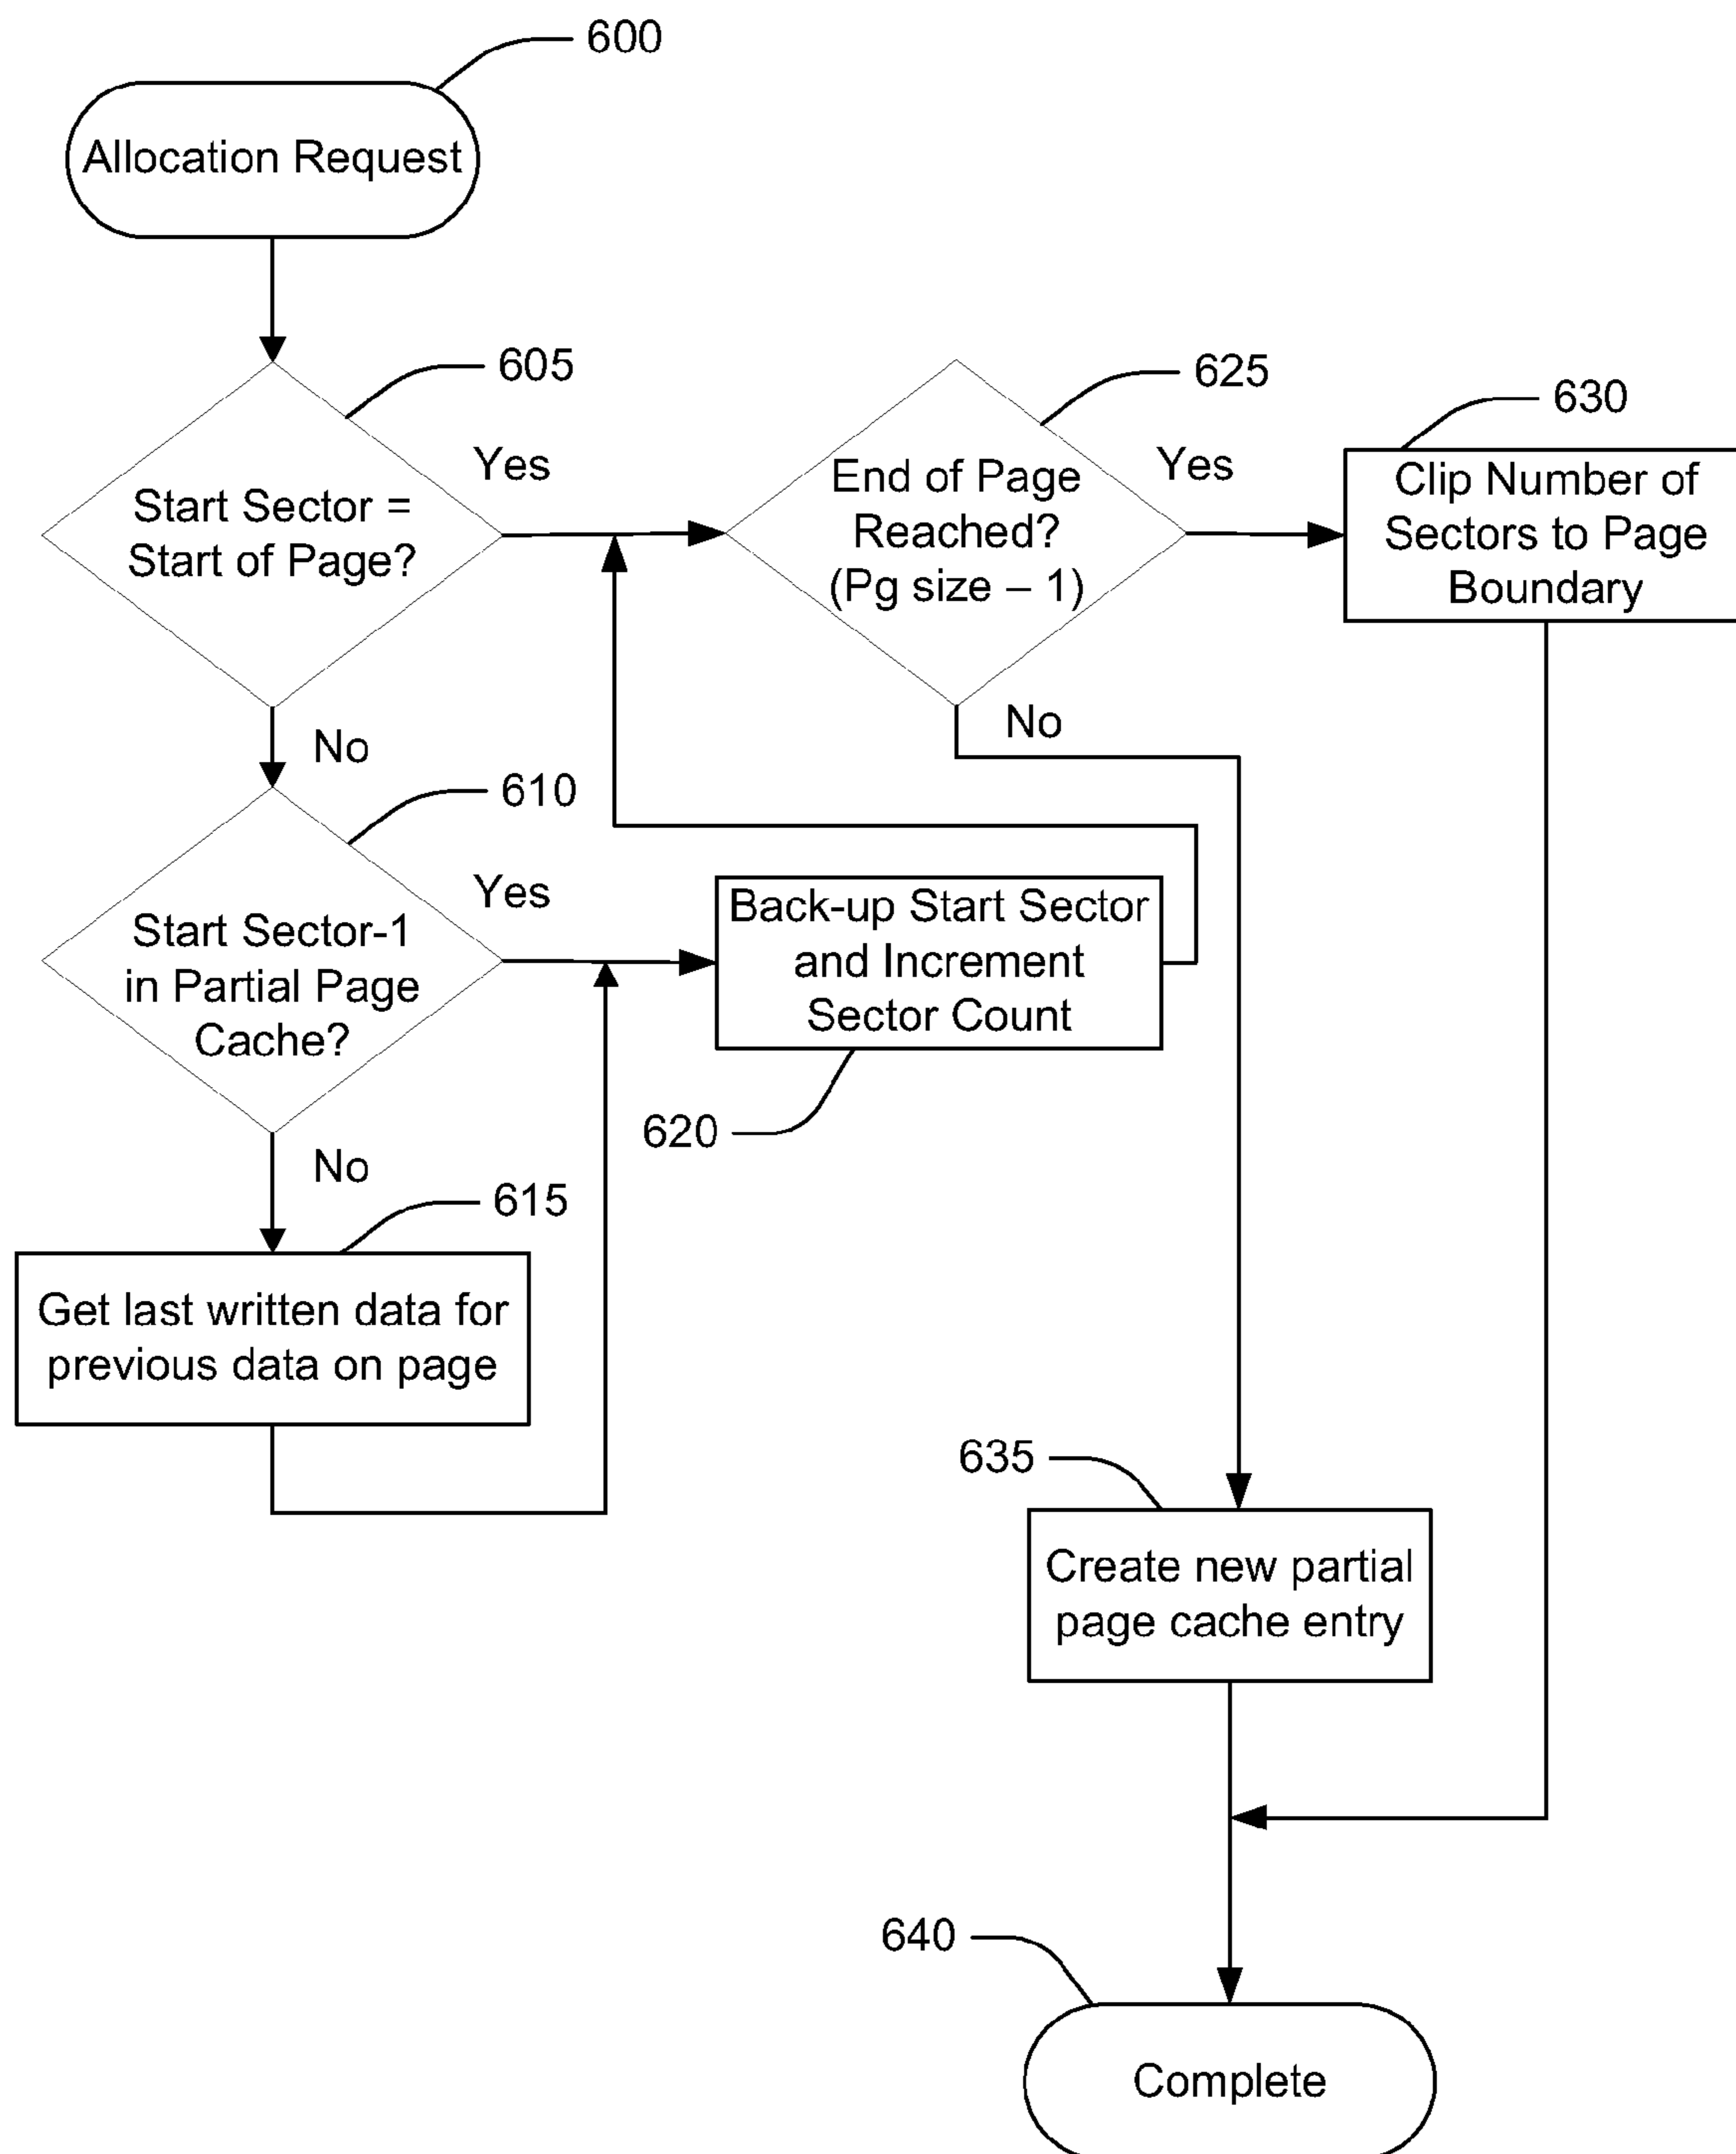 600
Allocation Request
605
Start Sector =
Start of Page?
Yes
625
End of Page
Reached?
(Pg size – 1)
Yes
630
Clip Number of
Sectors to Page
Boundary
No
No
610
Start Sector-1
in Partial Page
Cache?
Yes
Back-up Start Sector
and Increment
Sector Count
620
No
615
Get last written data for
previous data on page
635
Create new partial
page cache entry
640
Complete